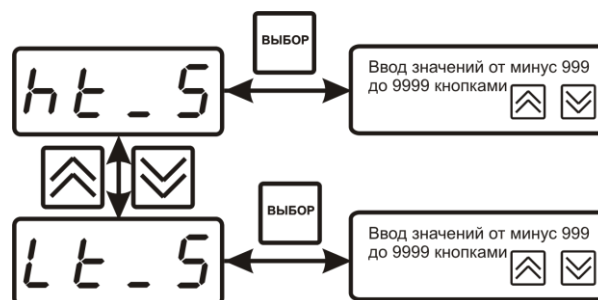 ВЫБОР
ht_S
Ввод значений от минус 999
до 9999 кнопками
ВЫБОР
Lt_S
Ввод значений от минус 999
до 9999 кнопками